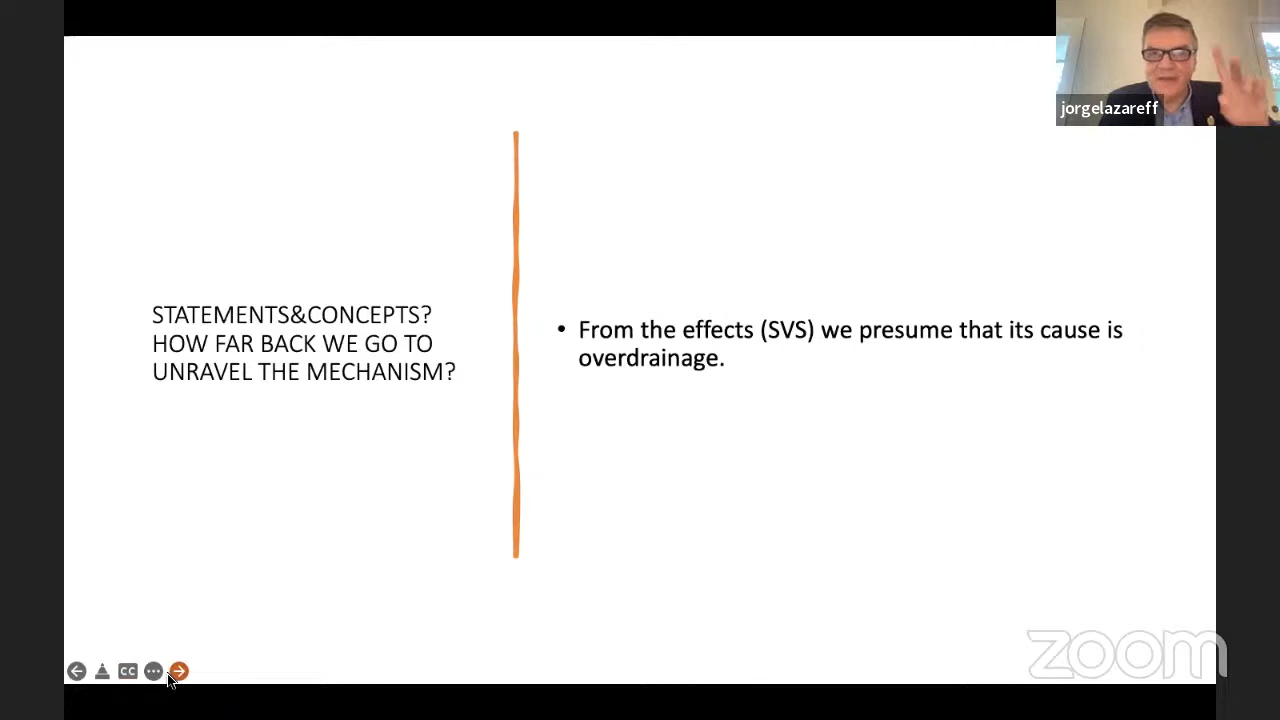 jorgelazareff
STATEMENTS&CONCEPTS?
HOW FAR BACK WE GO TO
UNRAVEL THE MECHANISM?
• From the effects (SVS) we presume that its cause is
overdrainage.
CC
zoom